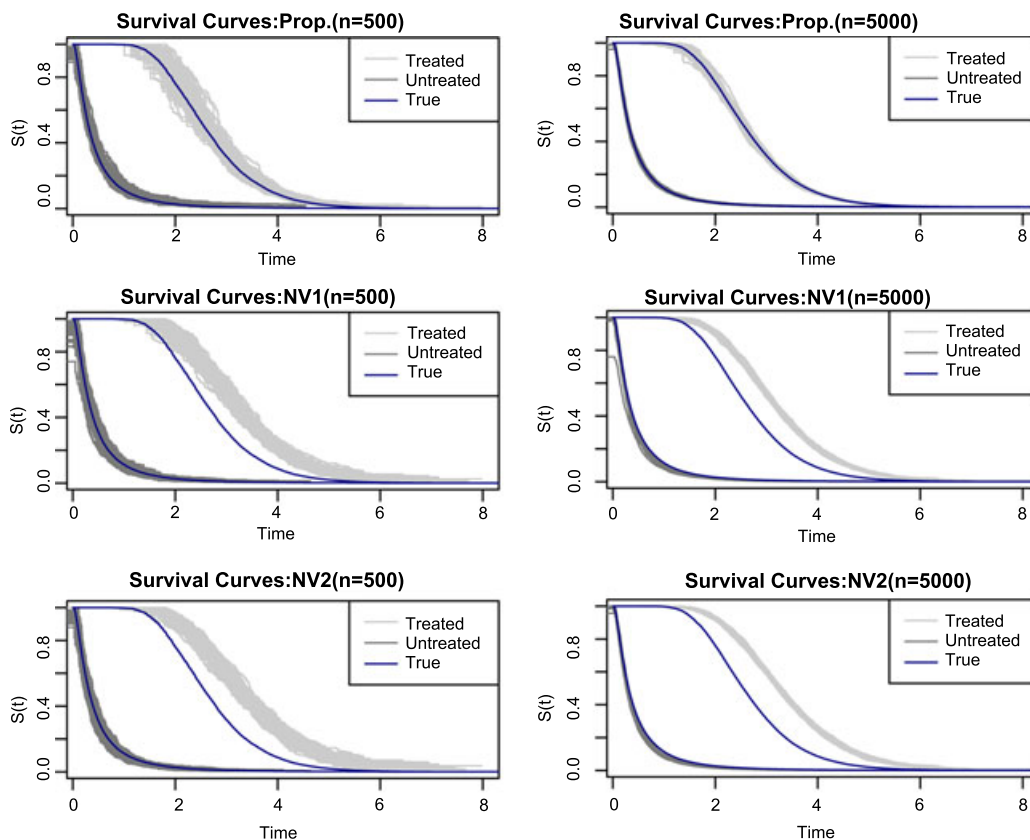 Survival Curves:Prop.(n=500)
S(t)
0.8
0.4
0.0
Treated
Untreated
True
0 2 4 6 8
Time
Survival Curves:Prop.(n=5000)
S(t)
0.8
0.4
0.0
Treated
Untreated
True
0 2 4 6 8
Time
Survival Curves:NV1(n=500)
S(t)
0.8
0.4
0.0
Treated
Untreated
True
0 2 4 6 8
Time
Survival Curves:NV1(n=5000)
S(t)
0.8
0.4
0.0
Treated
Untreated
True
0 2 4 6 8
Time
Survival Curves:NV2(n=500)
S(t)
0.8
0.4
0.0
Treated
Untreated
True
0 2 4 6 8
Time
Survival Curves:NV2(n=5000)
S(t)
0.8
0.4
0.0
Treated
Untreated
True
0 2 4 6 8
Time